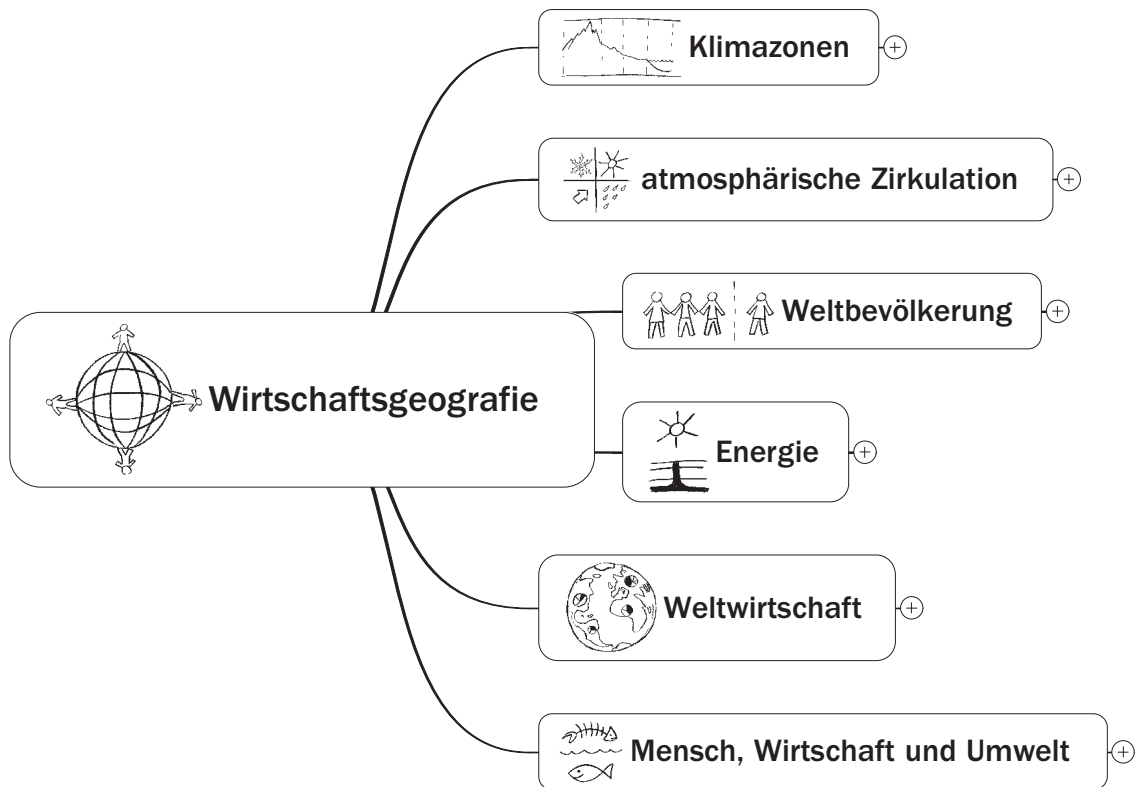 Klimazonen
atmosphärische Zirkulation
Weltbevölkerung
Wirtschaftsgeografie
Energie
Weltwirtschaft
Mensch, Wirtschaft und Umwelt